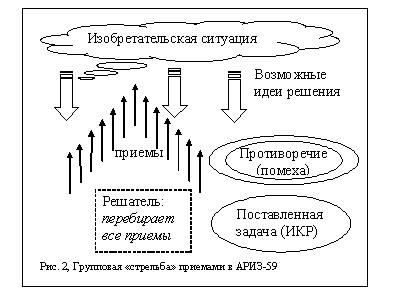 Изобретательская ситуация
Возможные
идеи решения
приемы
Противоречие
(помеха)
Решатель:
перебирает
все приемы
Поставленная
задача (ИКР)
Рис. 2, Групповая «стрельба» приемами в АРИЗ-59